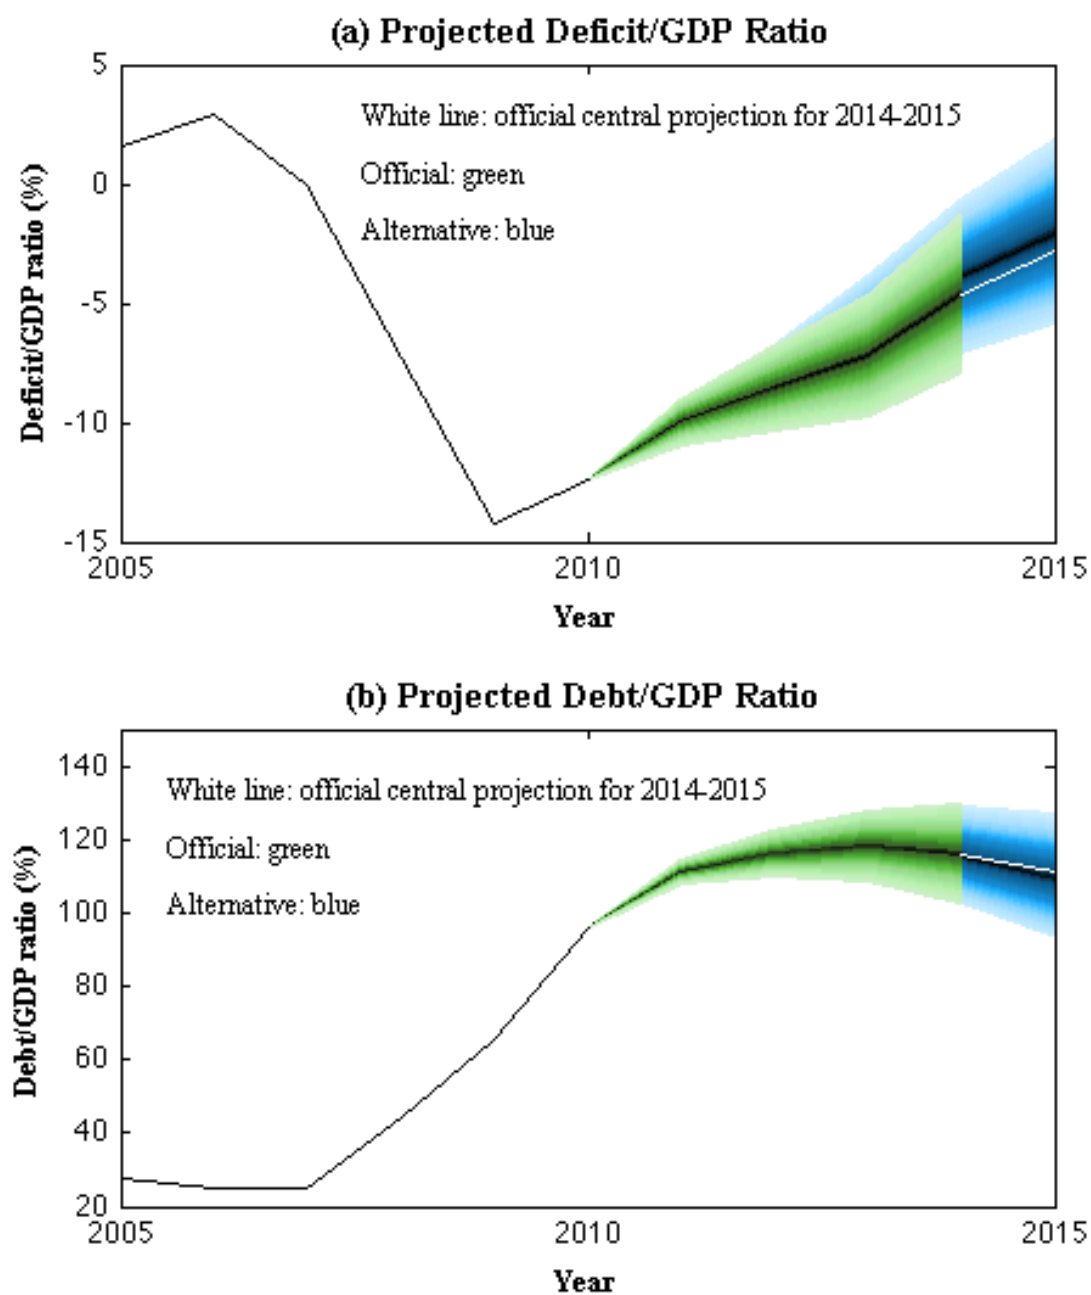 (a) Projected Deficit/GDP Ratio
5
White line: official central projection for 2014-2015
Official: green
Alternative: blue
0
-5
-10
-15
Deficit/GDP ratio (%)
2005
2010
2015
Year
(b) Projected Debt/GDP Ratio
140
White line: official central projection for 2014-2015
120
Official: green
Alternative: blue
100
80
60
40
20
Debt/GDP ratio (%)
2005
2010
2015
Year